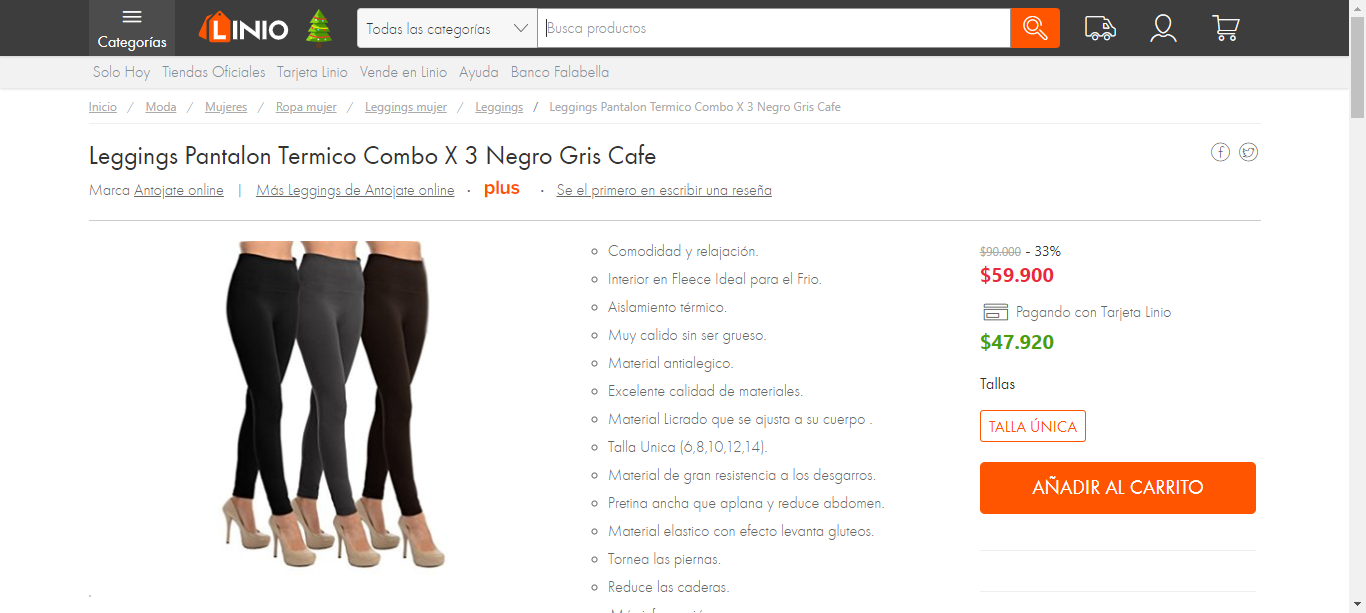 Categorías
LINIO
Todas las categorías
Busca productos
Solo Hoy Tiendas Oficiales Tarjeta Linio Vende en Linio Ayuda Banco Falabella
Inicio / Moda / Mujeres / Ropa mujer / Leggings mujer / Leggings / Leggings Pantalon Termico Combo X 3 Negro Gris Cafe
Leggings Pantalon Termico Combo X 3 Negro Gris Cafe
Marca Antojate online | Más Leggings de Antojate online · plus · Se el primero en escribir una reseña
Comodidad y relajación.
Interior en Fleece Ideal para el Frio.
Aislamiento térmico.
Muy calido sin ser grueso.
Material antialegico.
Excelente calidad de materiales.
Material Licrado que se ajusta a su cuerpo .
Talla Unica (6,8,10,12,14).
Material de gran resistencia a los desgarros.
Pretina ancha que aplana y reduce abdomen.
Material elastico con efecto levanta gluteos.
Tornea las piernas.
Reduce las caderas.
$90.000 - 33%
$59.900
Pagando con Tarjeta Linio
$47.920
Tallas
TALLA ÚNICA
AÑADIR AL CARRITO